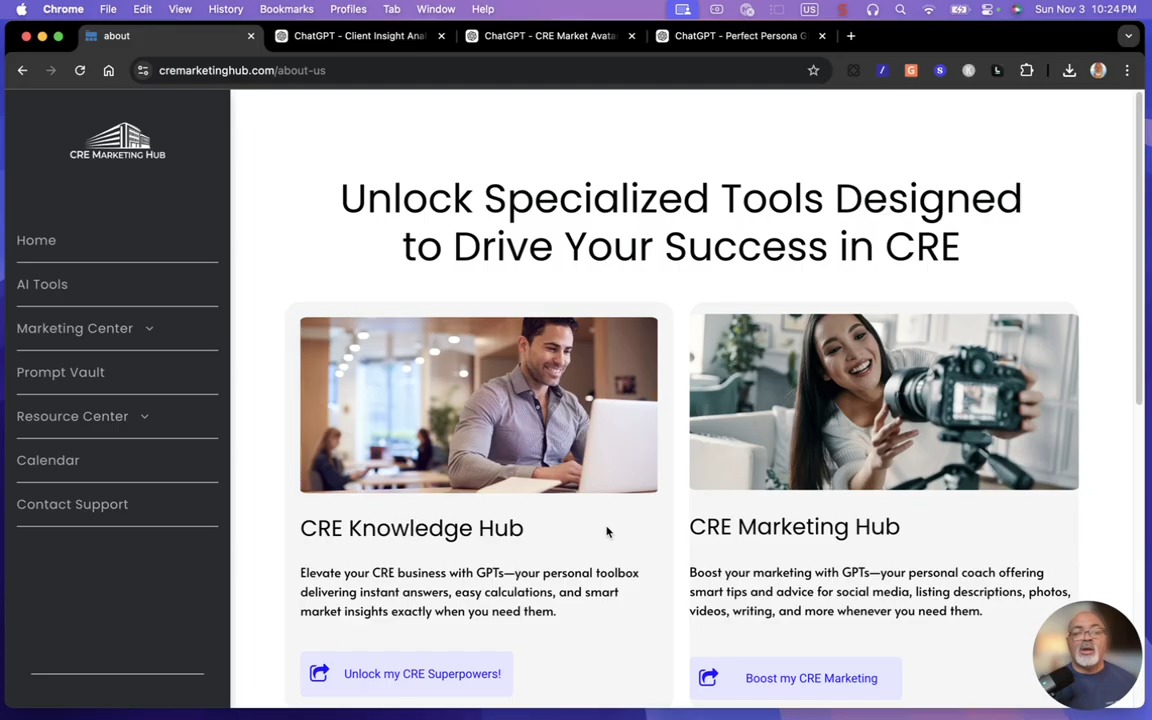 Chrome File Edit View History Bookmarks Profiles Tab Window Help US Sun Nov 3 10:24 PM
about ChatGPT - Client Insight Anal ChatGPT - CRE Market Avata ChatGPT - Perfect Persona G
cremarketinghub.com/about-us
CRE MARKETING HUB
Home
AI Tools
Marketing Center
Prompt Vault
Resource Center
Calendar
Contact Support
Unlock Specialized Tools Designed
to Drive Your Success in CRE
CRE Knowledge Hub
Elevate your CRE business with GPTs—your personal toolbox
delivering instant answers, easy calculations, and smart
market insights exactly when you need them.
Unlock my CRE Superpowers!
CRE Marketing Hub
Boost your marketing with GPTs—your personal coach offering
smart tips and advice for social media, listing descriptions, photos,
videos, writing, and more whenever you need them.
Boost my CRE Marketing